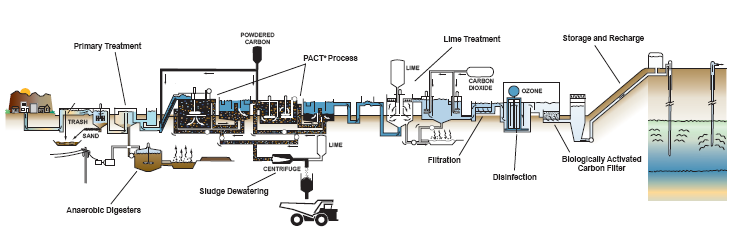 POWDERED
CARBON
Primary Treatment
PACT* Process
Lime Treatment
Storage and Recharge
LIME
CARBON
DIOXIDE
OZONE
TRASH
SAND
LIME
CENTRIFUGE
Filtration
Disinfection
Biologically Activated
Carbon Filter
Sludge Dewatering
Anaerobic Digesters